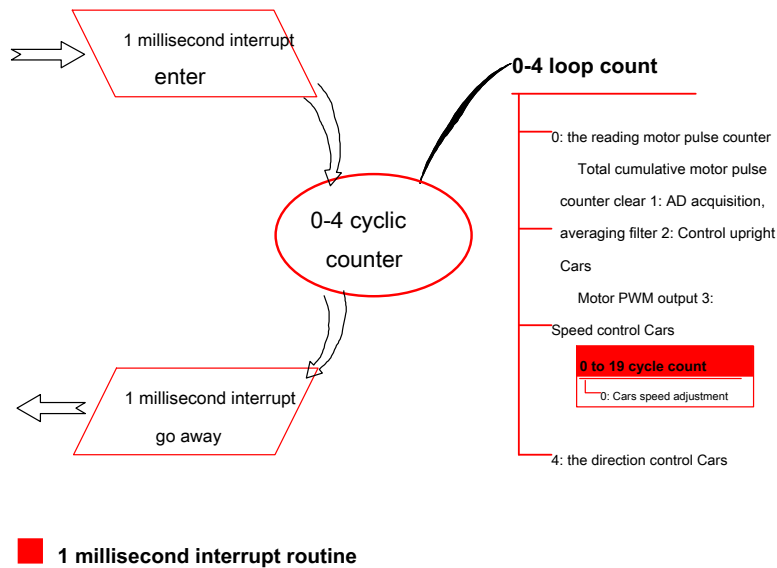 1 millisecond interrupt
enter
0-4 cyclic
counter
1 millisecond interrupt
go away
0-4 loop count
0: the reading motor pulse counter
Total cumulative motor pulse
counter clear 1: AD acquisition,
averaging filter 2: Control upright
Cars
Motor PWM output 3:
Speed control Cars
0 to 19 cycle count
0: Cars speed adjustment
4: the direction control Cars
1 millisecond interrupt routine